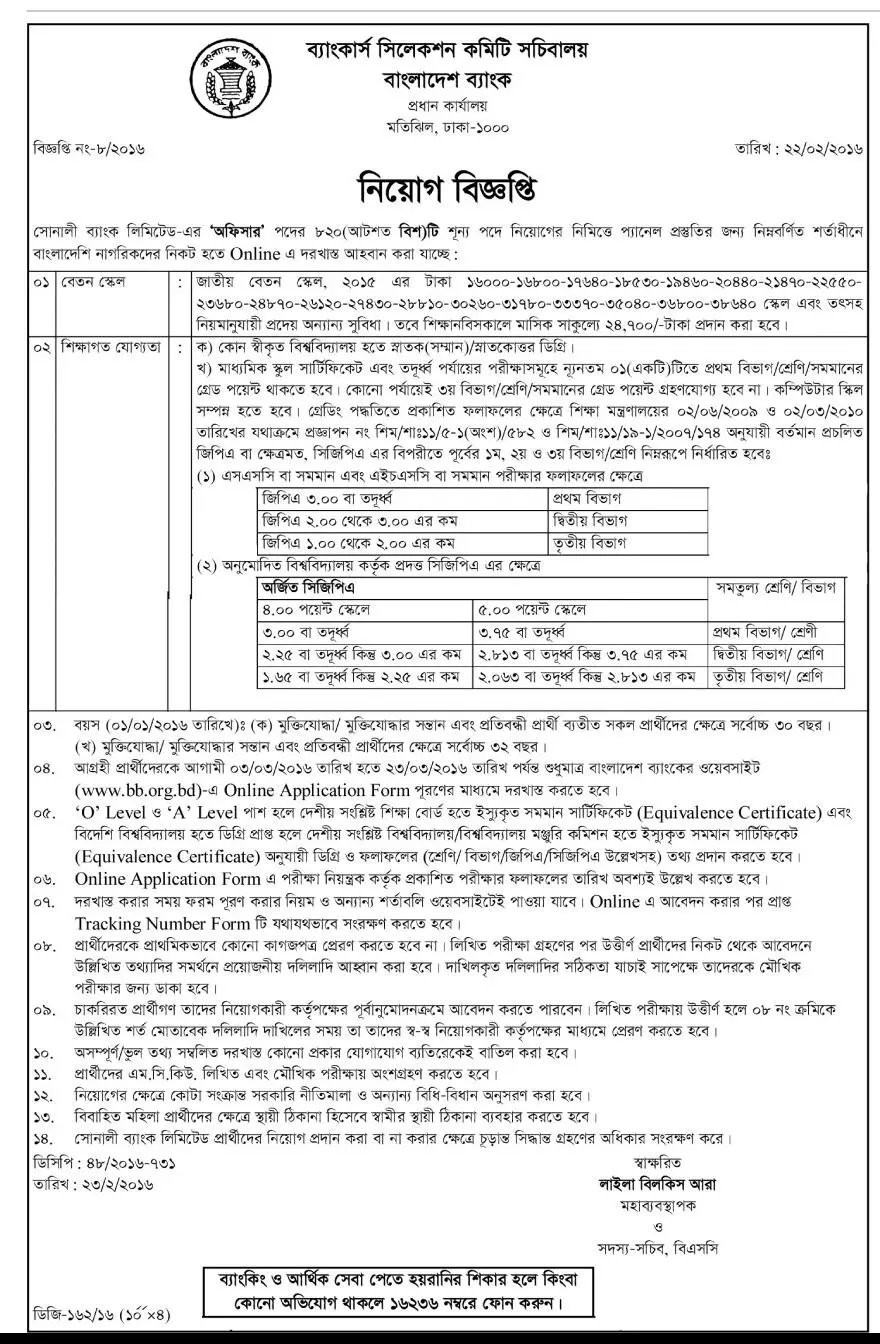 বাংলাদেশ ব্যাংক
ব্যাংকার্স সিলেকশন কমিটি সচিবালয়
বাংলাদেশ ব্যাংক
প্রধান কার্যালয়
মতিঝিল, ঢাকা-১০০০
বিজ্ঞপ্তি নং-৮/২০১৬ তারিখ : ২২/০২/২০১৬
নিয়োগ বিজ্ঞপ্তি
সোনালী ব্যাংক লিমিটেড-এর ‘অফিসার’ পদের ৮২০(আটশত বিশ)টি শূন্য পদে নিয়োগের নিমিত্তে প্যানেল প্রস্তুতির জন্য নিম্নবর্ণিত শর্তাধীনে
বাংলাদেশি নাগরিকদের নিকট হতে Online এ দরখাস্ত আহবান করা যাচ্ছে :
০১ বেতন স্কেল : জাতীয় বেতন স্কেল, ২০১৫ এর টাকা ১৬০০০-১৬৮০০-১৭৬৪০-১৮৫৩০-১৯৪৬০-২০৪৪০-২১৪৭০-২২৫৫০-
২৩৬৮০-২৪৮৭০-২৬১২০-২৭৪৩০-২৮৮১০-৩০২৬০-৩১৭৮০-৩৩৩৭০-৩৫০৪০-৩৬৮০০-৩৮৬৪০ স্কেল এবং তৎসহ
নিয়মানুযায়ী প্রদেয় অন্যান্য সুবিধা। তবে শিক্ষানবিসকালে মাসিক সাকুল্যে ২৪,৭০০/-টাকা প্রদান করা হবে।
০২ শিক্ষাগত যোগ্যতা : ক) কোন স্বীকৃত বিশ্ববিদ্যালয় হতে স্নাতক(সম্মান)/স্নাতকোত্তর ডিগ্রি।
খ) মাধ্যমিক স্কুল সার্টিফিকেট এবং তদূর্ধ্ব পর্যায়ের পরীক্ষাসমূহে ন্যূনতম ০১(একটি)টিতে প্রথম বিভাগ/শ্রেণি/সমমানের
গ্রেড পয়েন্ট থাকতে হবে। কোনো পর্যায়েই ৩য় বিভাগ/শ্রেণি/সমমানের গ্রেড পয়েন্ট গ্রহণযোগ্য হবে না। কম্পিউটার স্কিল
সম্পন্ন হতে হবে। গ্রেডিং পদ্ধতিতে প্রকাশিত ফলাফলের ক্ষেত্রে শিক্ষা মন্ত্রণালয়ের ০২/০৬/২০০৯ ও ০২/০৩/২০১০
তারিখের যথাক্রমে প্রজ্ঞাপন নং শিম/শাঃ১১/৫-১(অংশ)/৫৮২ ও শিম/শাঃ১১/১৯-১/২০০৭/১৭৪ অনুযায়ী বর্তমান প্রচলিত
জিপিএ বা ক্ষেত্রমত, সিজিপিএ এর বিপরীতে পূর্বের ১ম, ২য় ও ৩য় বিভাগ/শ্রেণি নিম্নরূপে নির্ধারিত হবেঃ
(১) এসএসসি বা সমমান এবং এইচএসসি বা সমমান পরীক্ষার ফলাফলের ক্ষেত্রে
জিপিএ ৩.০০ বা তদূর্ধ্ব প্রথম বিভাগ
জিপিএ ২.০০ থেকে ৩.০০ এর কম দ্বিতীয় বিভাগ
জিপিএ ১.০০ থেকে ২.০০ এর কম তৃতীয় বিভাগ
(২) অনুমোদিত বিশ্ববিদ্যালয় কর্তৃক প্রদত্ত সিজিপিএ এর ক্ষেত্রে
অর্জিত সিজিপিএ সমতুল্য শ্রেণি/ বিভাগ
৪.০০ পয়েন্ট স্কেলে ৫.০০ পয়েন্ট স্কেলে
৩.০০ বা তদূর্ধ্ব ৩.৭৫ বা তদূর্ধ্ব প্রথম বিভাগ/ শ্রেণী
২.২৫ বা তদূর্ধ্ব কিন্তু ৩.০০ এর কম ২.৮১৩ বা তদূর্ধ্ব কিন্তু ৩.৭৫ এর কম দ্বিতীয় বিভাগ/ শ্রেণি
১.৬৫ বা তদূর্ধ্ব কিন্তু ২.২৫ এর কম ২.০৬৩ বা তদূর্ধ্ব কিন্তু ২.৮১৩ এর কম তৃতীয় বিভাগ/ শ্রেণি
০৩. বয়স (০১/০১/২০১৬ তারিখে)ঃ (ক) মুক্তিযোদ্ধা/ মুক্তিযোদ্ধার সন্তান এবং প্রতিবন্ধী প্রার্থী ব্যতীত সকল প্রার্থীদের ক্ষেত্রে সর্বোচ্চ ৩০ বছর।
(খ) মুক্তিযোদ্ধা/ মুক্তিযোদ্ধার সন্তান এবং প্রতিবন্ধী প্রার্থীদের ক্ষেত্রে সর্বোচ্চ ৩২ বছর।
০৪. আগ্রহী প্রার্থীদেরকে আগামী ০৩/০৩/২০১৬ তারিখ হতে ২৩/০৩/২০১৬ তারিখ পর্যন্ত শুধুমাত্র বাংলাদেশ ব্যাংকের ওয়েবসাইট
(www.bb.org.bd)-এ Online Application Form পূরণের মাধ্যমে দরখাস্ত করতে হবে।
০৫. ‘O’ Level ও ‘A’ Level পাশ হলে দেশীয় সংশ্লিষ্ট শিক্ষা বোর্ড হতে ইস্যুকৃত সমমান সার্টিফিকেট (Equivalence Certificate) এবং
বিদেশি বিশ্ববিদ্যালয় হতে ডিগ্রি প্রাপ্ত হলে দেশীয় সংশ্লিষ্ট বিশ্ববিদ্যালয়/বিশ্ববিদ্যালয় মঞ্জুরি কমিশন হতে ইস্যুকৃত সমমান সার্টিফিকেট
(Equivalence Certificate) অনুযায়ী ডিগ্রি ও ফলাফলের (শ্রেণি/ বিভাগ/জিপিএ/সিজিপিএ উল্লেখসহ) তথ্য প্রদান করতে হবে।
০৬. Online Application Form এ পরীক্ষা নিয়ন্ত্রক কর্তৃক প্রকাশিত পরীক্ষার ফলাফলের তারিখ অবশ্যই উল্লেখ করতে হবে।
০৭. দরখাস্ত করার সময় ফরম পূরণ করার নিয়ম ও অন্যান্য শর্তাবলি ওয়েবসাইটেই পাওয়া যাবে। Online এ আবেদন করার পর প্রাপ্ত
Tracking Number Form টি যথাযথভাবে সংরক্ষণ করতে হবে।
০৮. প্রার্থীদেরকে প্রাথমিকভাবে কোনো কাগজপত্র প্রেরণ করতে হবে না। লিখিত পরীক্ষা গ্রহণের পর উত্তীর্ণ প্রার্থীদের নিকট থেকে আবেদনে
উল্লিখিত তথ্যাদির সমর্থনে প্রয়োজনীয় দলিলাদি আহ্বান করা হবে। দাখিলকৃত দলিলাদির সঠিকতা যাচাই সাপেক্ষে তাদেরকে মৌখিক
পরীক্ষার জন্য ডাকা হবে।
০৯. চাকরিরত প্রার্থীগণ তাদের নিয়োগকারী কর্তৃপক্ষের পূর্বানুমোদনক্রমে আবেদন করতে পারবেন। লিখিত পরীক্ষায় উত্তীর্ণ হলে ০৮ নং ক্রমিকে
উল্লিখিত শর্ত মোতাবেক দলিলাদি দাখিলের সময় তা তাদের স্ব-স্ব নিয়োগকারী কর্তৃপক্ষের মাধ্যমে প্রেরণ করতে হবে।
১০. অসম্পূর্ণ/ভুল তথ্য সম্বলিত দরখাস্ত কোনো প্রকার যোগাযোগ ব্যতিরেকেই বাতিল করা হবে।
১১. প্রার্থীদের এম.সি.কিউ. লিখিত এবং মৌখিক পরীক্ষায় অংশগ্রহণ করতে হবে।
১২. নিয়োগের ক্ষেত্রে কোটা সংক্রান্ত সরকারি নীতিমালা ও অন্যান্য বিধি-বিধান অনুসরণ করা হবে।
১৩. বিবাহিত মহিলা প্রার্থীদের ক্ষেত্রে স্থায়ী ঠিকানা হিসেবে স্বামীর স্থায়ী ঠিকানা ব্যবহার করতে হবে।
১৪. সোনালী ব্যাংক লিমিটেড প্রার্থীদের নিয়োগ প্রদান করা বা না করার ক্ষেত্রে চূড়ান্ত সিদ্ধান্ত গ্রহণের অধিকার সংরক্ষণ করে।
ডিসিপি : ৪৮/২০১৬-৭৩১ স্বাক্ষরিত
তারিখ : ২৩/২/২০১৬ লাইলা বিলকিস আরা
মহাব্যবস্থাপক
ও
সদস্য-সচিব, বিএসসি
ব্যাংকিং ও আর্থিক সেবা পেতে হয়রানির শিকার হলে কিংবা
কোনো অভিযোগ থাকলে ১৬২৩৬ নম্বরে ফোন করুন।
ডিজি-১৬২/১৬ (১০˝×৪)